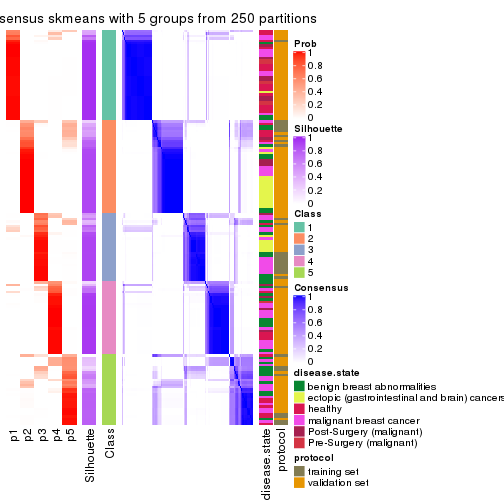 sensus skmeans with 5 groups from 250 partitions
Prob
1
0.8
0.6
0.4
0.2
0
Silhouette
1
0.8
0.6
0.4
0.2
0
Class
1
2
3
4
5
Consensus
1
0.8
0.6
0.4
0.2
0
disease.state
benign breast abnormalities
ectopic (gastrointestinal and brain) cancers
healthy
malignant breast cancer
Post-Surgery (malignant)
Pre-Surgery (malignant)
protocol
training set
validation set
p1
p2
p3
p4
p5
Silhouette
Class
disease.state
protocol